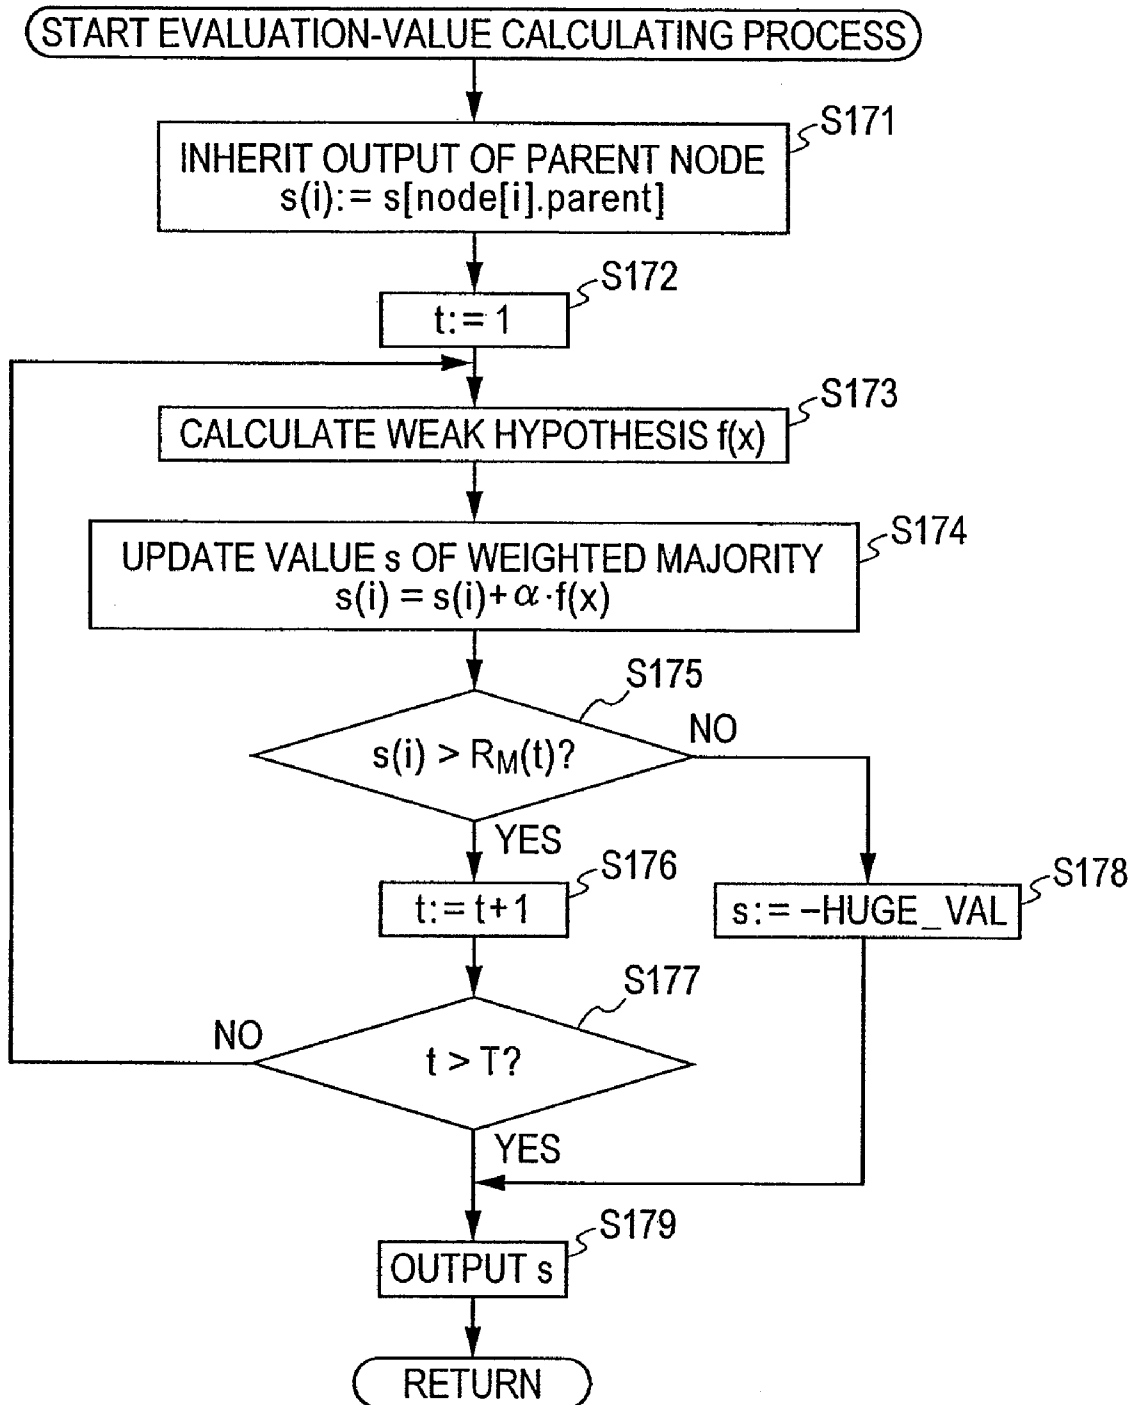 START EVALUATION-VALUE CALCULATING PROCESS
S171
INHERIT OUTPUT OF PARENT NODE
s(i):= s[node[i].parent]
S172
t:= 1
S173
CALCULATE WEAK HYPOTHESIS f(x)
S174
UPDATE VALUE s OF WEIGHTED MAJORITY
s(i) = s(i)+α·f(x)
S175
s(i) > RM(t)?
NO
YES
S176
t:= t+1
S178
s:= –HUGE_VAL
S177
NO
t > T?
YES
S179
OUTPUT s
RETURN